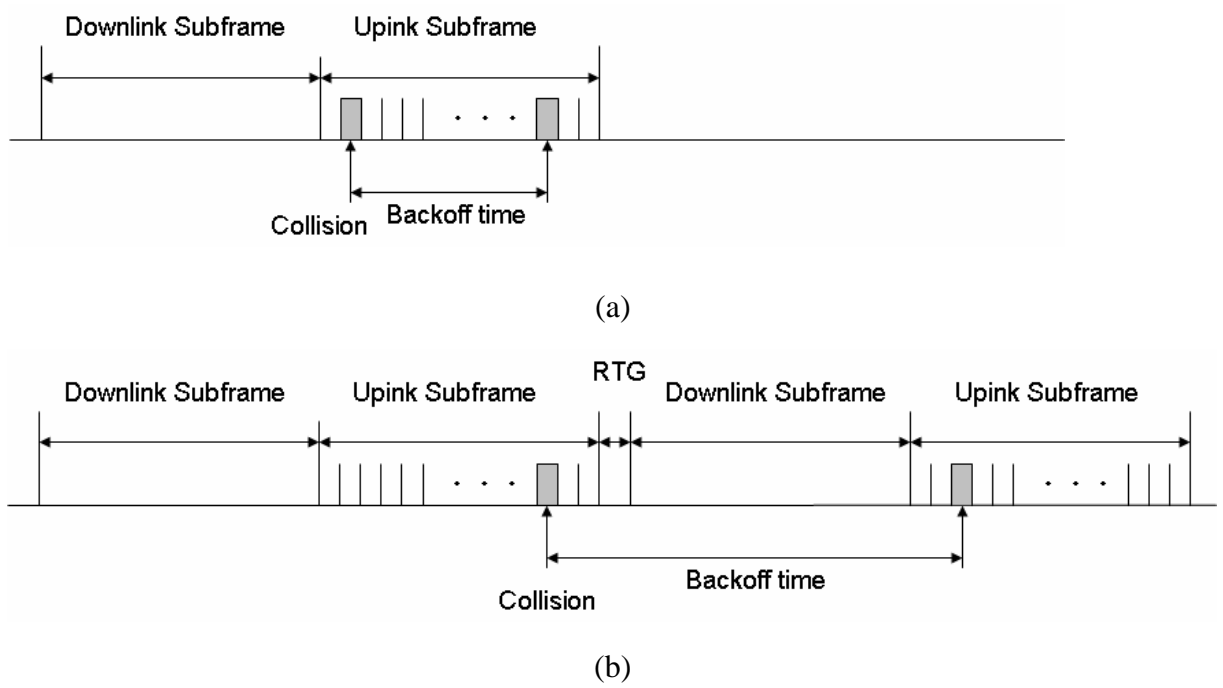 Downlink Subframe Upink Subframe
. . .
Backoff time
Collision
(a)
RTG
Downlink Subframe Upink Subframe Downlink Subframe Upink Subframe
. . . . . .
Backoff time
Collision
(b)